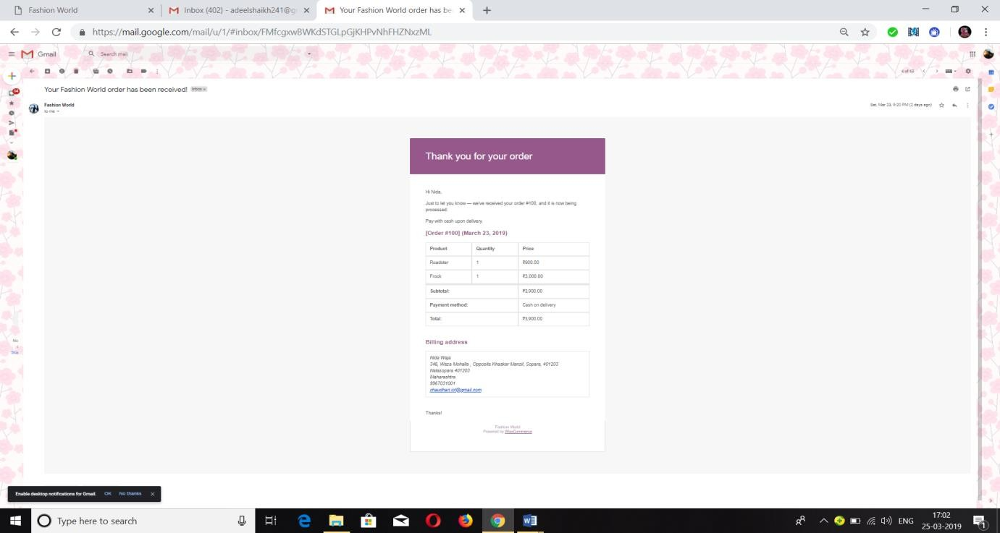 Fashion World
Inbox (402) - adeelshaikh241@g
Your Fashion World order has be
https://mail.google.com/mail/u/1/#inbox/FMfcgxwBWKdSTGLpGjKHPvNhFHZNxzML
Gmail
Search mail
4 of 63
Your Fashion World order has been received! Inbox x
14
Fashion World
Sat, Mar 23, 9:20 PM (2 days ago)
to me
Thank you for your order
Hi Nida,
Just to let you know — we've received your order #100, and it is now being
processed:
Pay with cash upon delivery.
[Order #100] (March 23, 2019)
Product Quantity Price
Roadster 1 ₹900.00
Frock 1 ₹3,000.00
Subtotal: ₹3,900.00
Payment method: Cash on delivery
Total: ₹3,900.00
Billing address
Nida Waja
346, Waza Mohalla , Opposite Khaskar Manzil, Sopara, 401203
Nalasopara 401203
Maharashtra
9967031001
chaudhari.iof@gmail.com
No
Thanks!
Fashion World
Powered by WooCommerce
Enable desktop notifications for Gmail. OK No thanks
Type here to search
ENG
17:02
25-03-2019
1